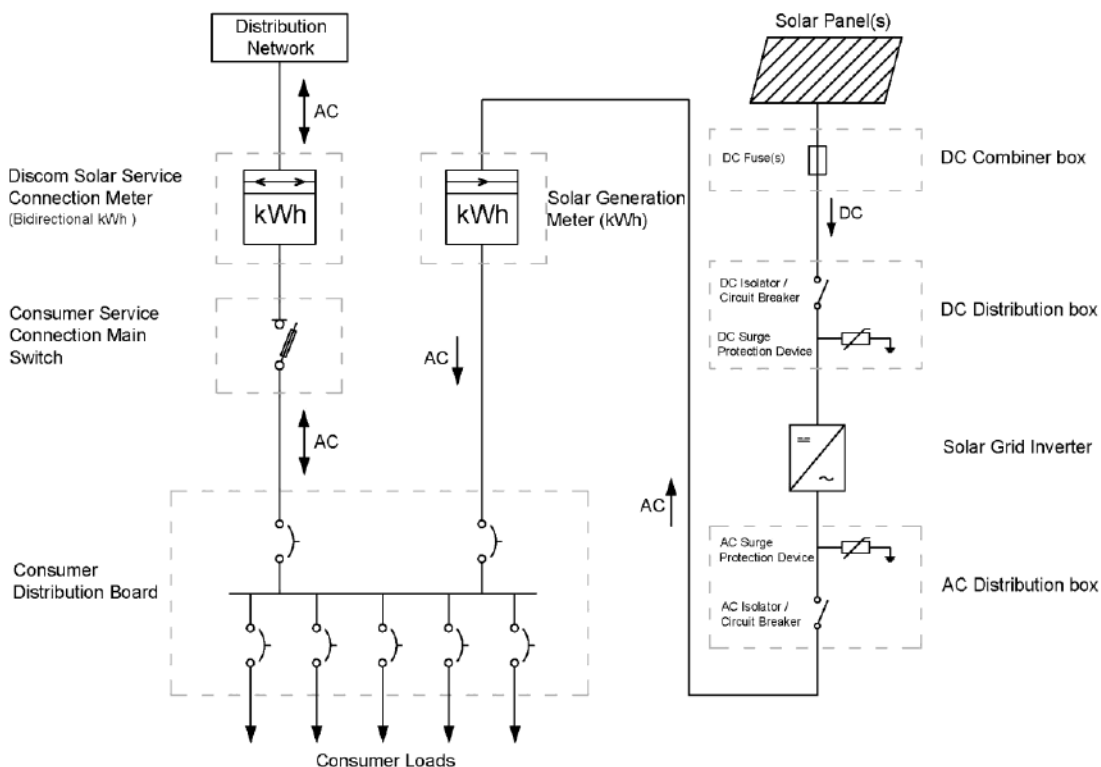 Distribution
Network
AC
Discom Solar Service
Connection Meter
(Bidirectional kWh )
kWh
Consumer Service
Connection Main
Switch
AC
Consumer
Distribution Board
Consumer Loads
kWh
Solar Generation
Meter (kWh)
AC
AC
Solar Panel(s)
DC Fuse(s)
DC Combiner box
DC
DC Isolator /
Circuit Breaker
DC Surge
Protection Device
DC Distribution box
Solar Grid Inverter
AC Surge
Protection Device
AC Isolator /
Circuit Breaker
AC Distribution box